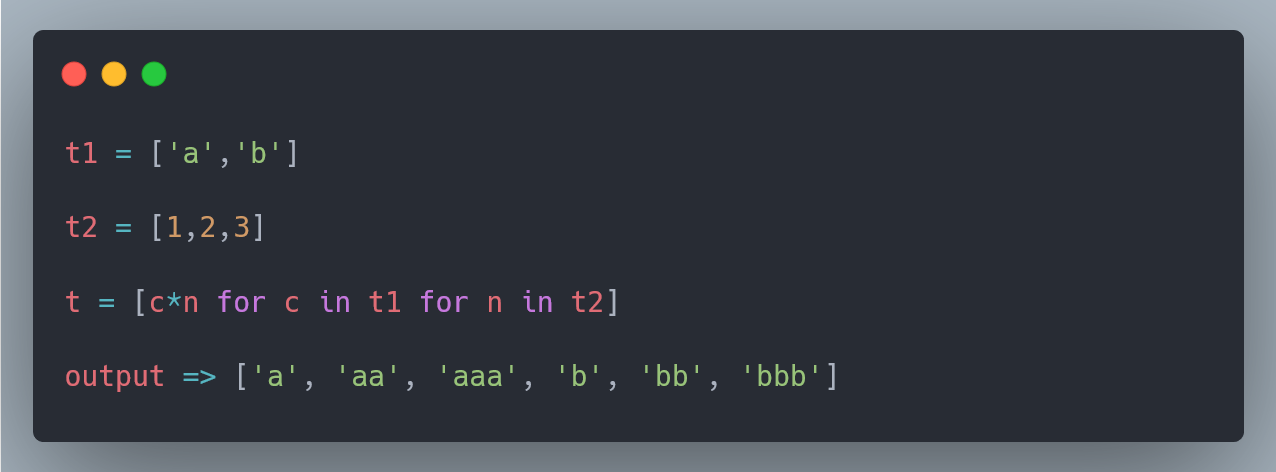 t1 = ['a','b']
t2 = [1,2,3]
t = [c*n for c in t1 for n in t2]
output => ['a', 'aa', 'aaa', 'b', 'bb', 'bbb']